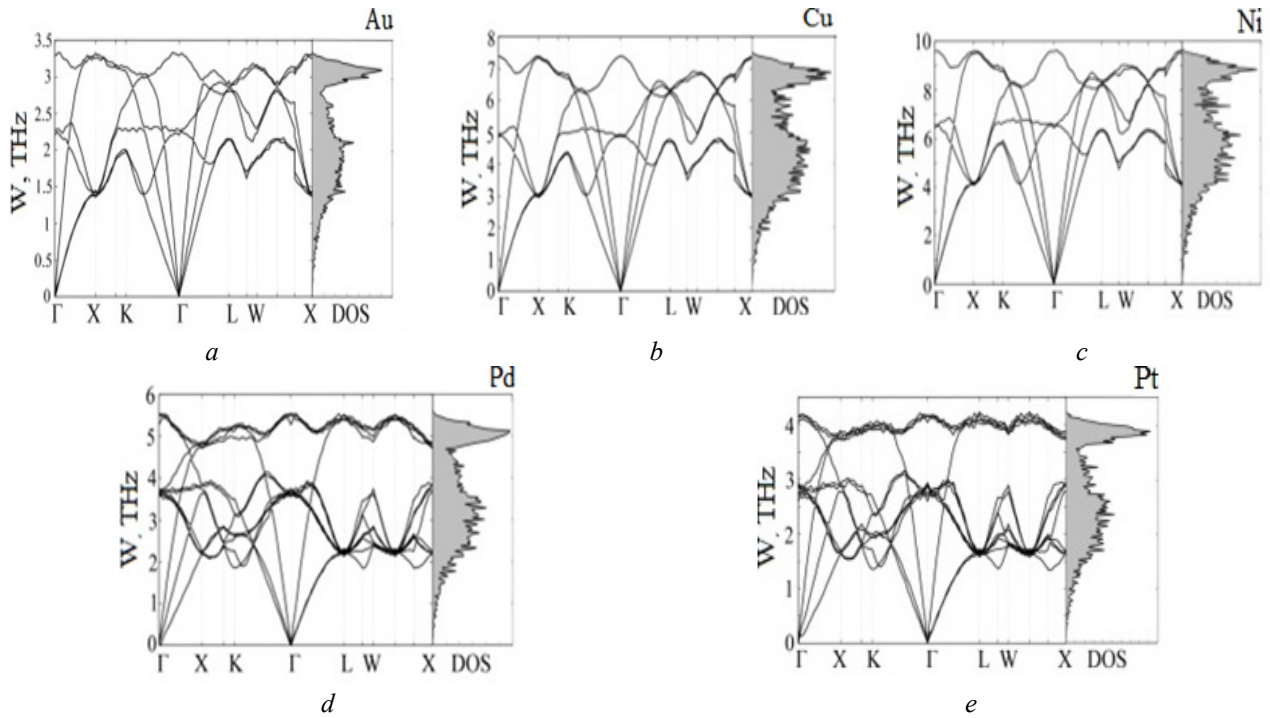 Au
W, THz
3.5
3
2.5
2
1.5
1
0.5
0
Γ X K Γ L W X DOS
a
Cu
W, THz
8
7
6
5
4
3
2
1
0
Γ X K Γ L W X DOS
b
Ni
W, THz
10
8
6
4
2
0
Γ X K Γ L W X DOS
c
Pd
W, THz
6
5
4
3
2
1
0
Γ X K Γ L W X DOS
d
Pt
W, THz
4
3
2
1
0
Γ X K Γ L W X DOS
e